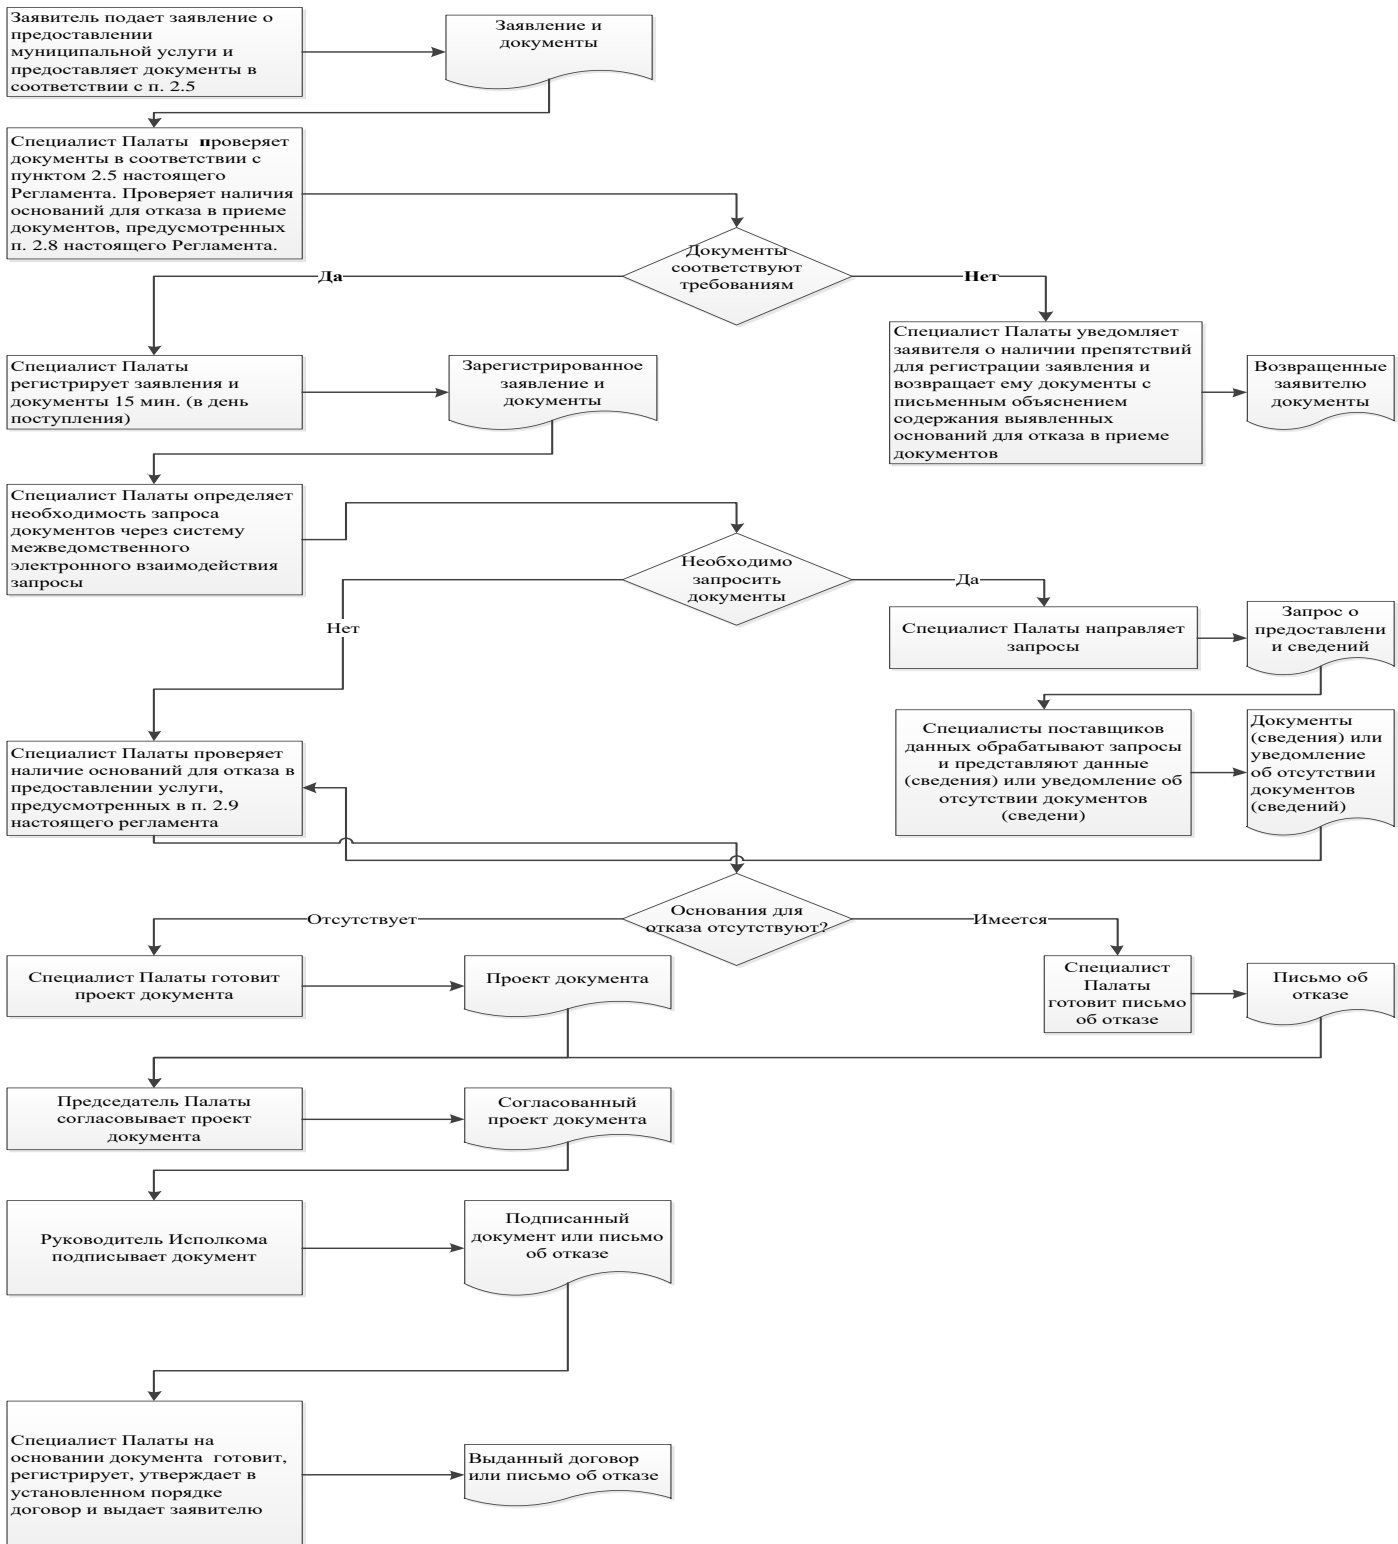 Заявитель подает заявление о
предоставлении
муниципальной услуги и
предоставляет документы в
соответствии с п. 2.5
Заявление и
документы
Специалист Палаты проверяет
документы в соответствии с
пунктом 2.5 настоящего
Регламента. Проверяет наличия
оснований для отказа в приеме
документов, предусмотренных
п. 2.8 настоящего Регламента.
Документы
соответствуют
требованиям
Да
Нет
Специалист Палаты
регистрирует заявления и
документы 15 мин. (в день
поступления)
Зарегистрированное
заявление и
документы
Специалист Палаты уведомляет
заявителя о наличии препятствий
для регистрации заявления и
возвращает ему документы с
письменным объяснением
содержания выявленных
оснований для отказа в приеме
документов
Возвращенные
заявителю
документы
Специалист Палаты определяет
необходимость запроса
документов через систему
межведомственного
электронного взаимодействия
запросы
Необходимо
запросить
документы
Да
Нет
Специалист Палаты направляет
запросы
Запрос о
предоставлени
и сведений
Специалисты поставщиков
данных обрабатывают запросы
и представляют данные
(сведения) или уведомление об
отсутствии документов
(сведени)
Документы
(сведения) или
уведомление
об отсутствии
документов
(сведений)
Специалист Палаты проверяет
наличие оснований для отказа в
предоставлении услуги,
предусмотренных в п. 2.9
настоящего регламента
Основания для
отказа отсутствуют?
Отсутствует
Имеется
Специалист Палаты готовит
проект документа
Проект документа
Специалист
Палаты
готовит письмо
об отказе
Письмо об
отказе
Председатель Палаты
согласовывает проект
документа
Согласованный
проект документа
Руководитель Исполкома
подписывает документ
Подписанный
документ или письмо
об отказе
Специалист Палаты на
основании документа готовит,
регистрирует, утверждает в
установленном порядке
договор и выдает заявителю
Выданный договор
или письмо об отказе